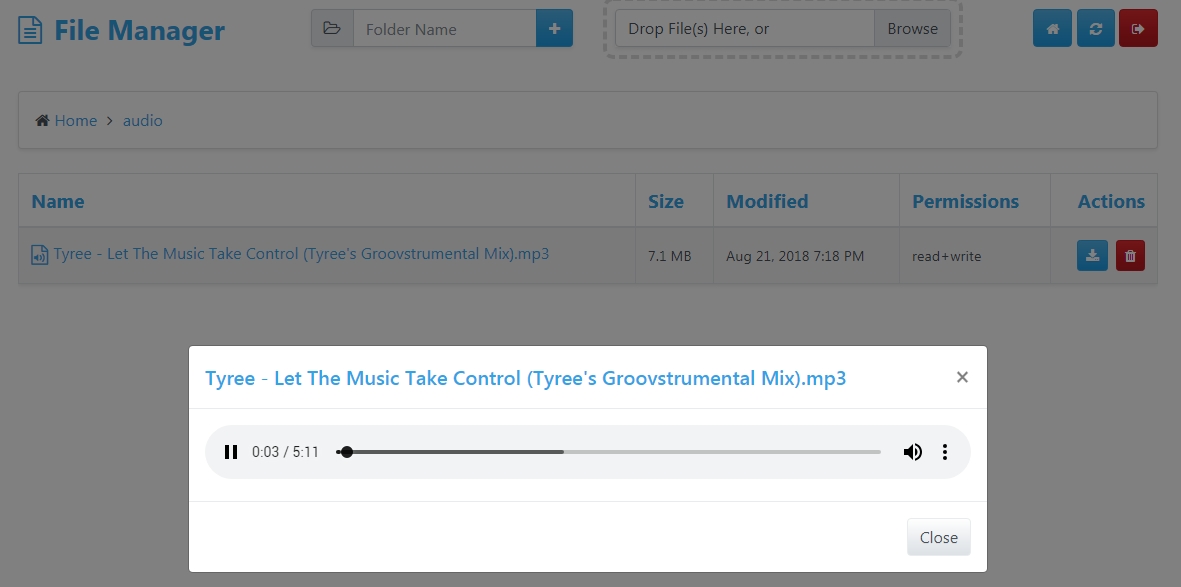 File Manager
Folder Name
Drop File(s) Here, or
Browse
Home > audio
Name Size Modified Permissions Actions
Tyree - Let The Music Take Control (Tyree's Groovstrumental Mix).mp3 7.1 MB Aug 21, 2018 7:18 PM read+write
Tyree - Let The Music Take Control (Tyree's Groovstrumental Mix).mp3 ×
0:03 / 5:11
Close